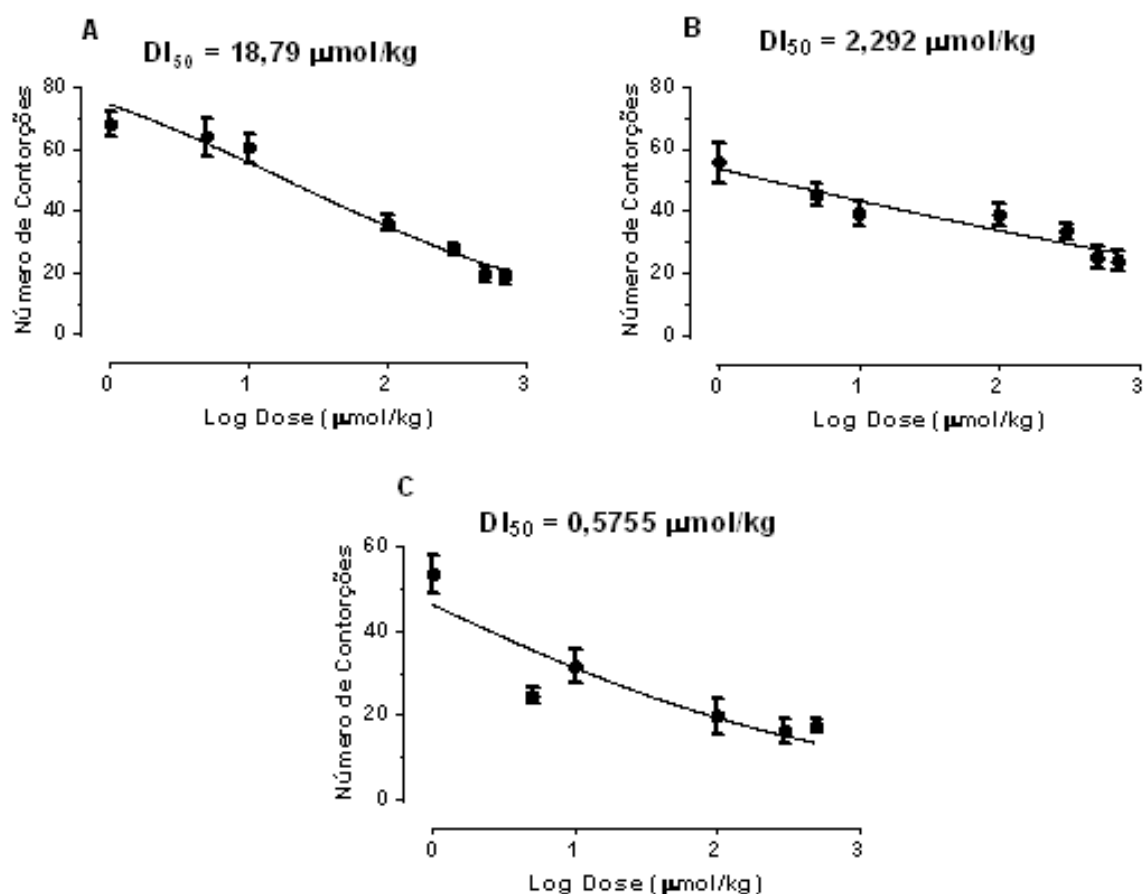 A
DI₅₀ = 18,79 µmol/kg
Número de Contorções
80
60
40
20
0
0 1 2 3
Log Dose (µmol/kg)
B
DI₅₀ = 2,292 µmol/kg
Número de Contorções
80
60
40
20
0
0 1 2 3
Log Dose (µmol/kg)
C
DI₅₀ = 0,5755 µmol/kg
Número de Contorções
60
40
20
0
0 1 2 3
Log Dose (µmol/kg)